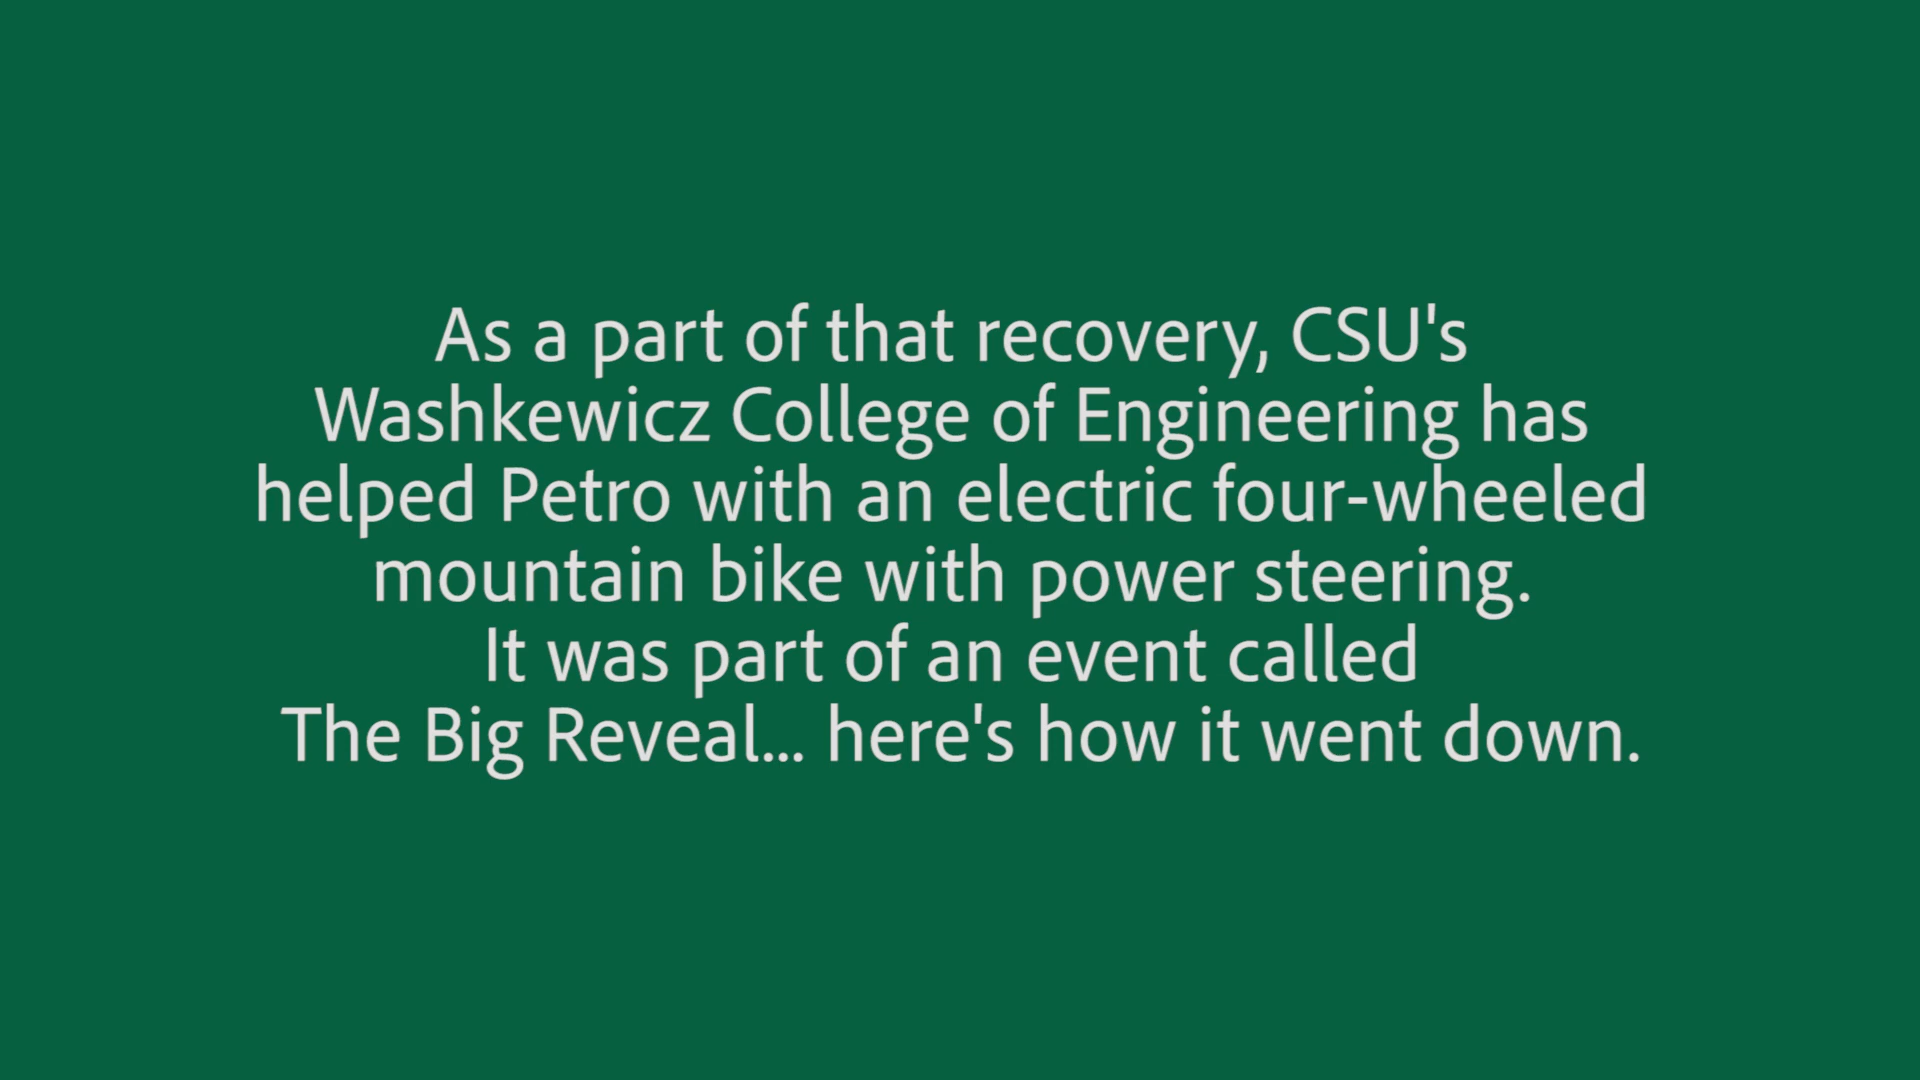 As a part of that recovery, CSU's
Washkewicz College of Engineering has
helped Petro with an electric four-wheeled
mountain bike with power steering.
It was part of an event called
The Big Reveal... here's how it went down.